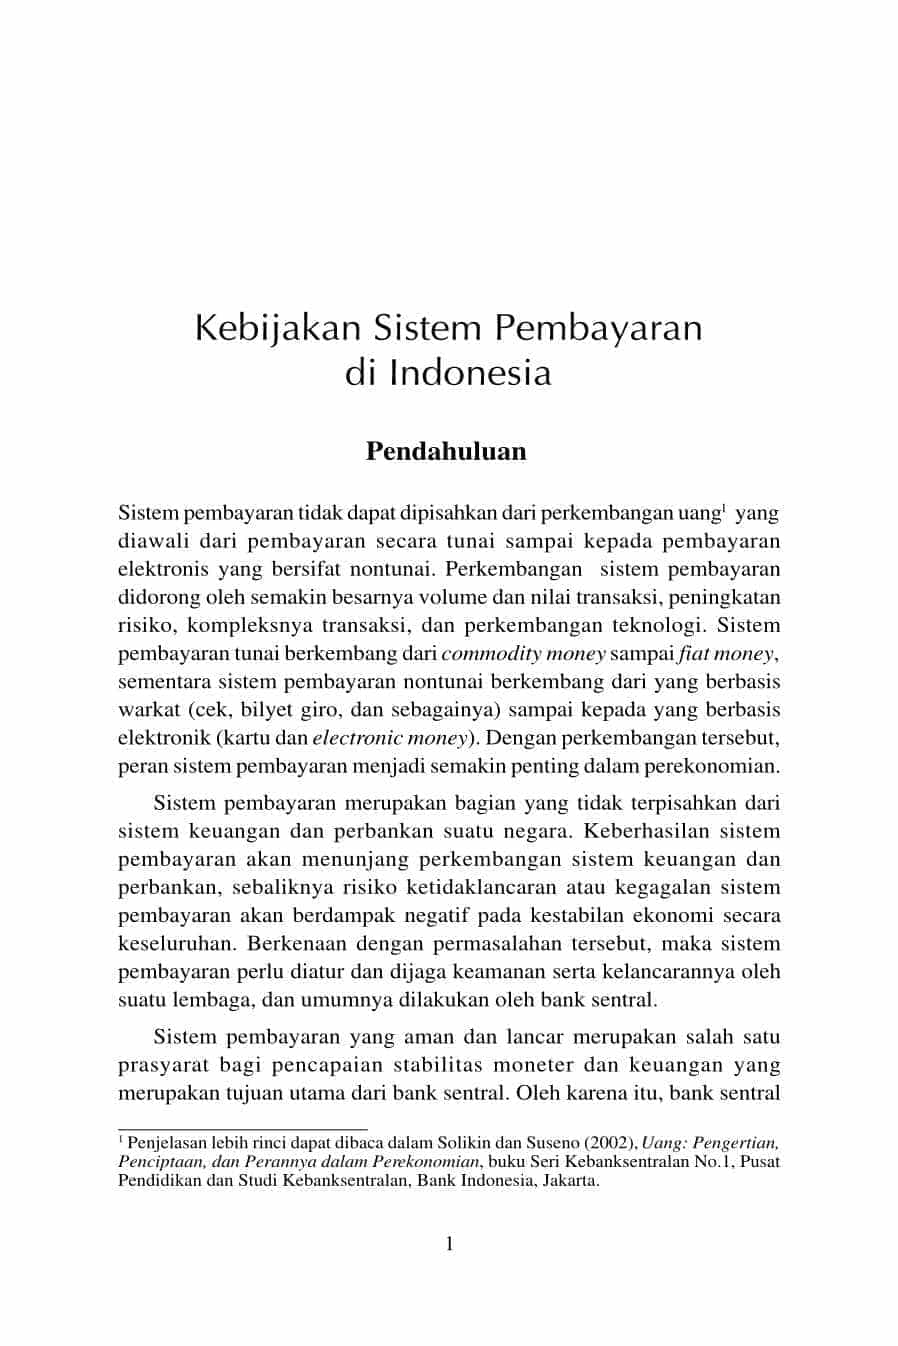 Kebijakan Sistem Pembayaran
di Indonesia
Pendahuluan
Sistem pembayaran tidak dapat dipisahkan dari perkembangan uang¹ yang
diawali dari pembayaran secara tunai sampai kepada pembayaran
elektronis yang bersifat nontunai. Perkembangan sistem pembayaran
didorong oleh semakin besarnya volume dan nilai transaksi, peningkatan
risiko, kompleksnya transaksi, dan perkembangan teknologi. Sistem
pembayaran tunai berkembang dari commodity money sampai fiat money,
sementara sistem pembayaran nontunai berkembang dari yang berbasis
warkat (cek, bilyet giro, dan sebagainya) sampai kepada yang berbasis
elektronik (kartu dan electronic money). Dengan perkembangan tersebut,
peran sistem pembayaran menjadi semakin penting dalam perekonomian.
Sistem pembayaran merupakan bagian yang tidak terpisahkan dari
sistem keuangan dan perbankan suatu negara. Keberhasilan sistem
pembayaran akan menunjang perkembangan sistem keuangan dan
perbankan, sebaliknya risiko ketidaklancaran atau kegagalan sistem
pembayaran akan berdampak negatif pada kestabilan ekonomi secara
keseluruhan. Berkenaan dengan permasalahan tersebut, maka sistem
pembayaran perlu diatur dan dijaga keamanan serta kelancarannya oleh
suatu lembaga, dan umumnya dilakukan oleh bank sentral.
Sistem pembayaran yang aman dan lancar merupakan salah satu
prasyarat bagi pencapaian stabilitas moneter dan keuangan yang
merupakan tujuan utama dari bank sentral. Oleh karena itu, bank sentral
¹ Penjelasan lebih rinci dapat dibaca dalam Solikin dan Suseno (2002), Uang: Pengertian,
Penciptaan, dan Perannya dalam Perekonomian, buku Seri Kebanksentralan No.1, Pusat
Pendidikan dan Studi Kebanksentralan, Bank Indonesia, Jakarta.
1